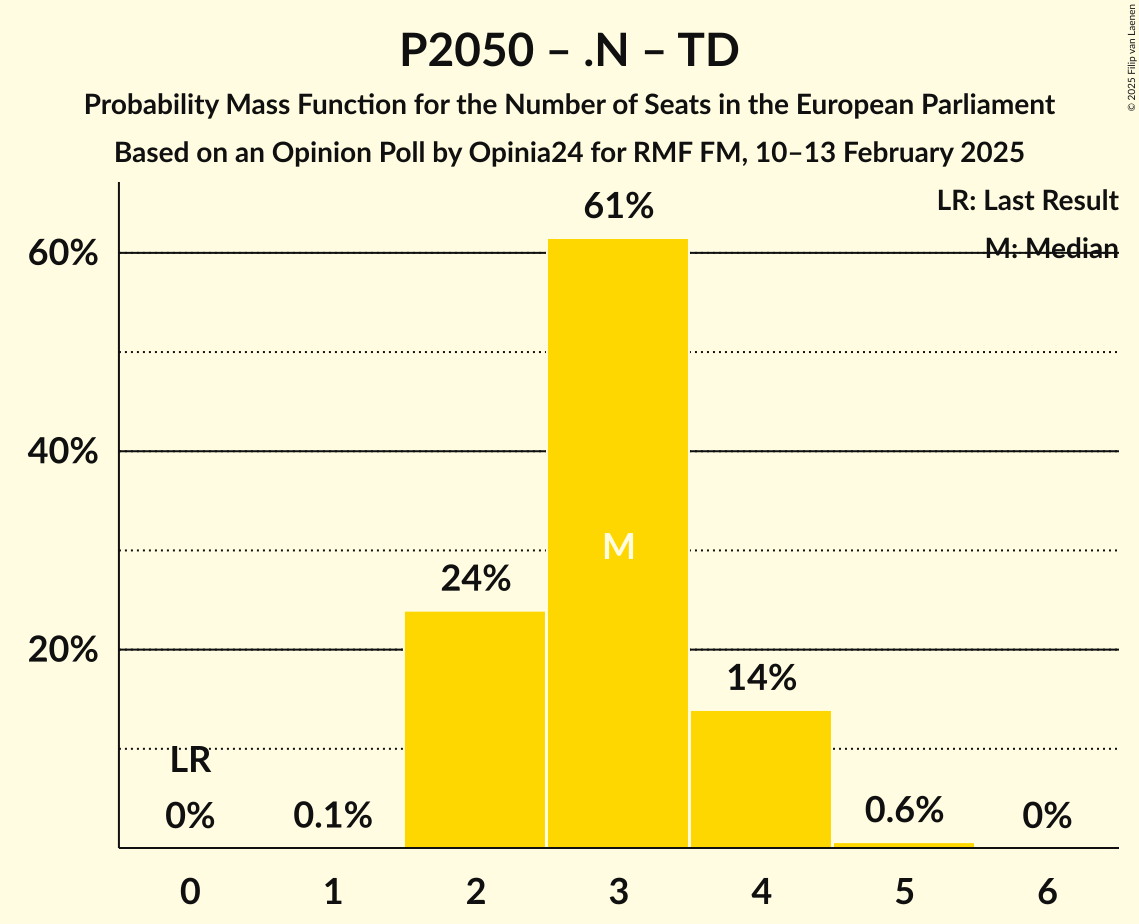 P2050 – .N – TD
Probability Mass Function for the Number of Seats in the European Parliament
Based on an Opinion Poll by Opinia24 for RMF FM, 10–13 February 2025
© 2025 Filip van Laenen
LR: Last Result
M: Median
60%
40%
20%
61%
M
24%
14%
LR
0%
0.1%
0.6%
0%
0 1 2 3 4 5 6